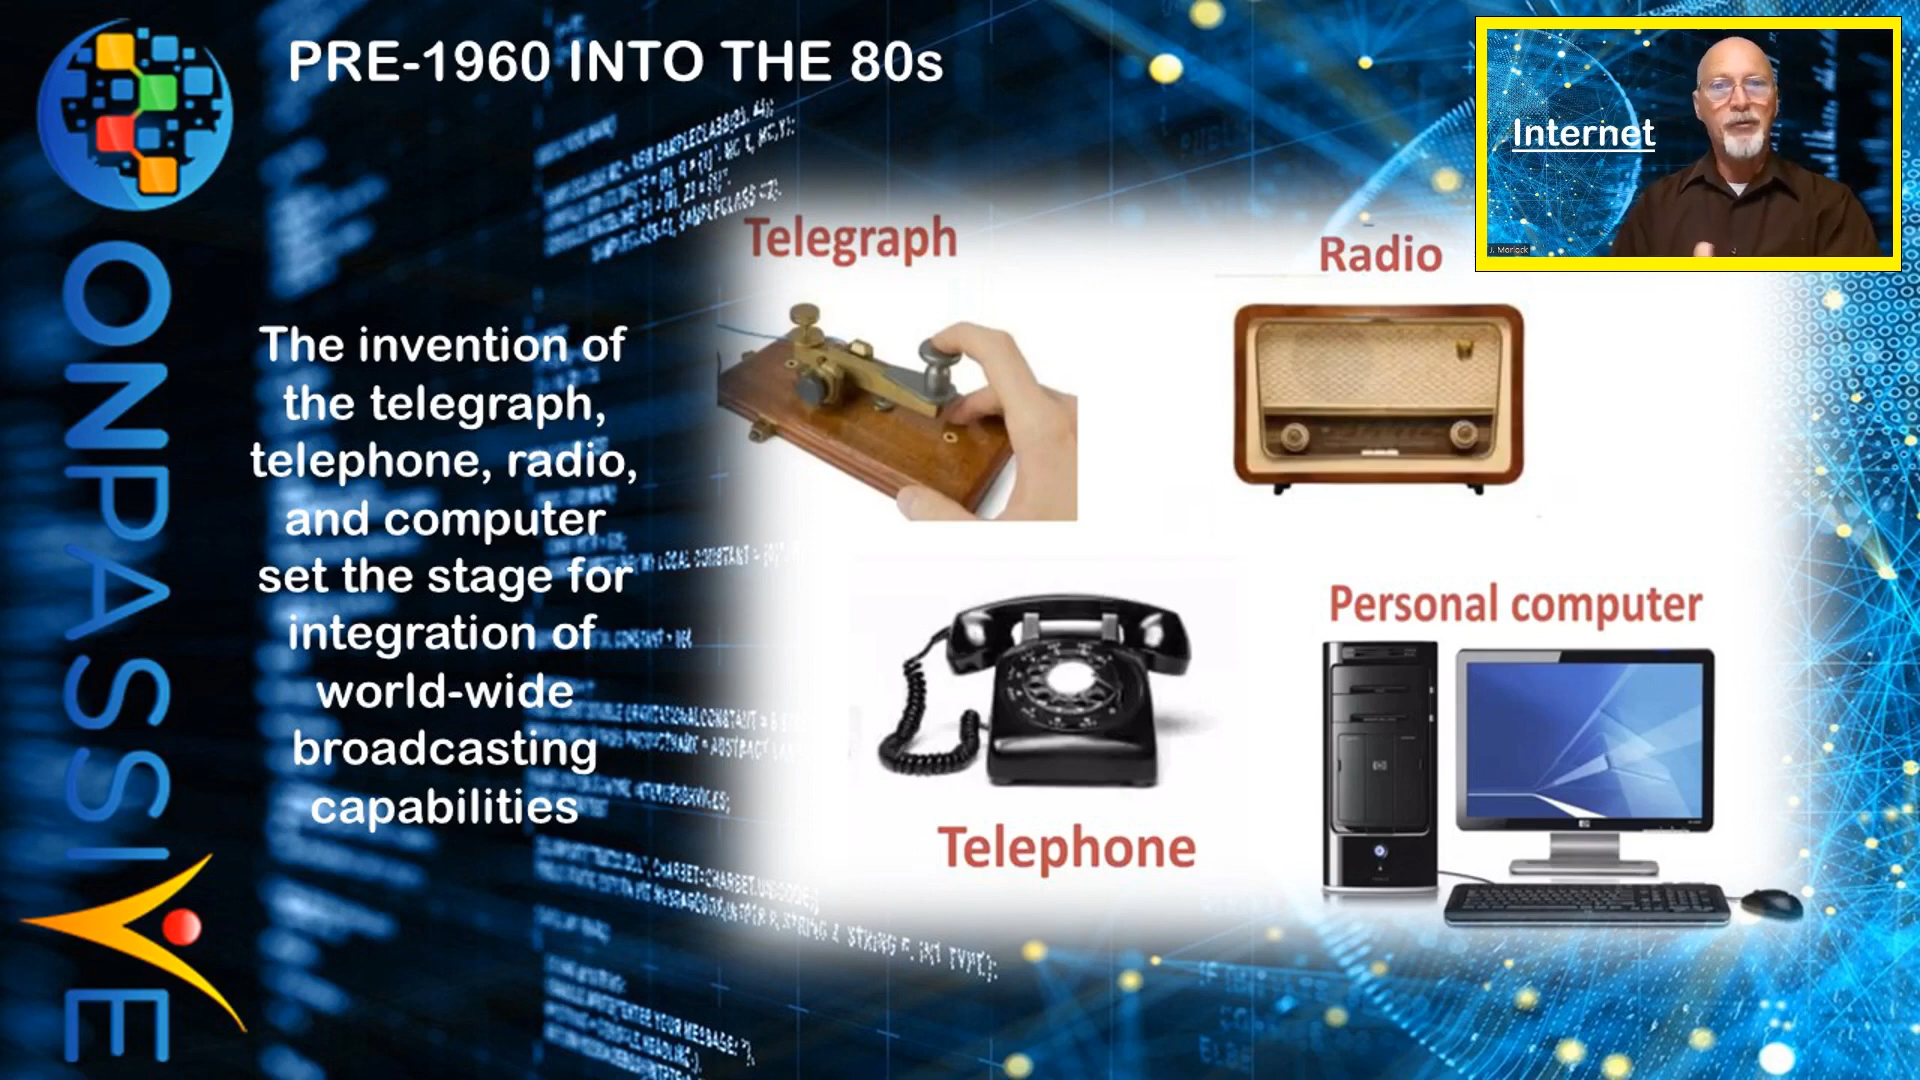 PRE-1960 INTO THE 80s
Internet
J. Morlock
ONPASSIVE
Telegraph
Radio
The invention of
the telegraph,
telephone, radio,
and computer
set the stage for
integration of
world-wide
broadcasting
capabilities
Personal computer
Telephone